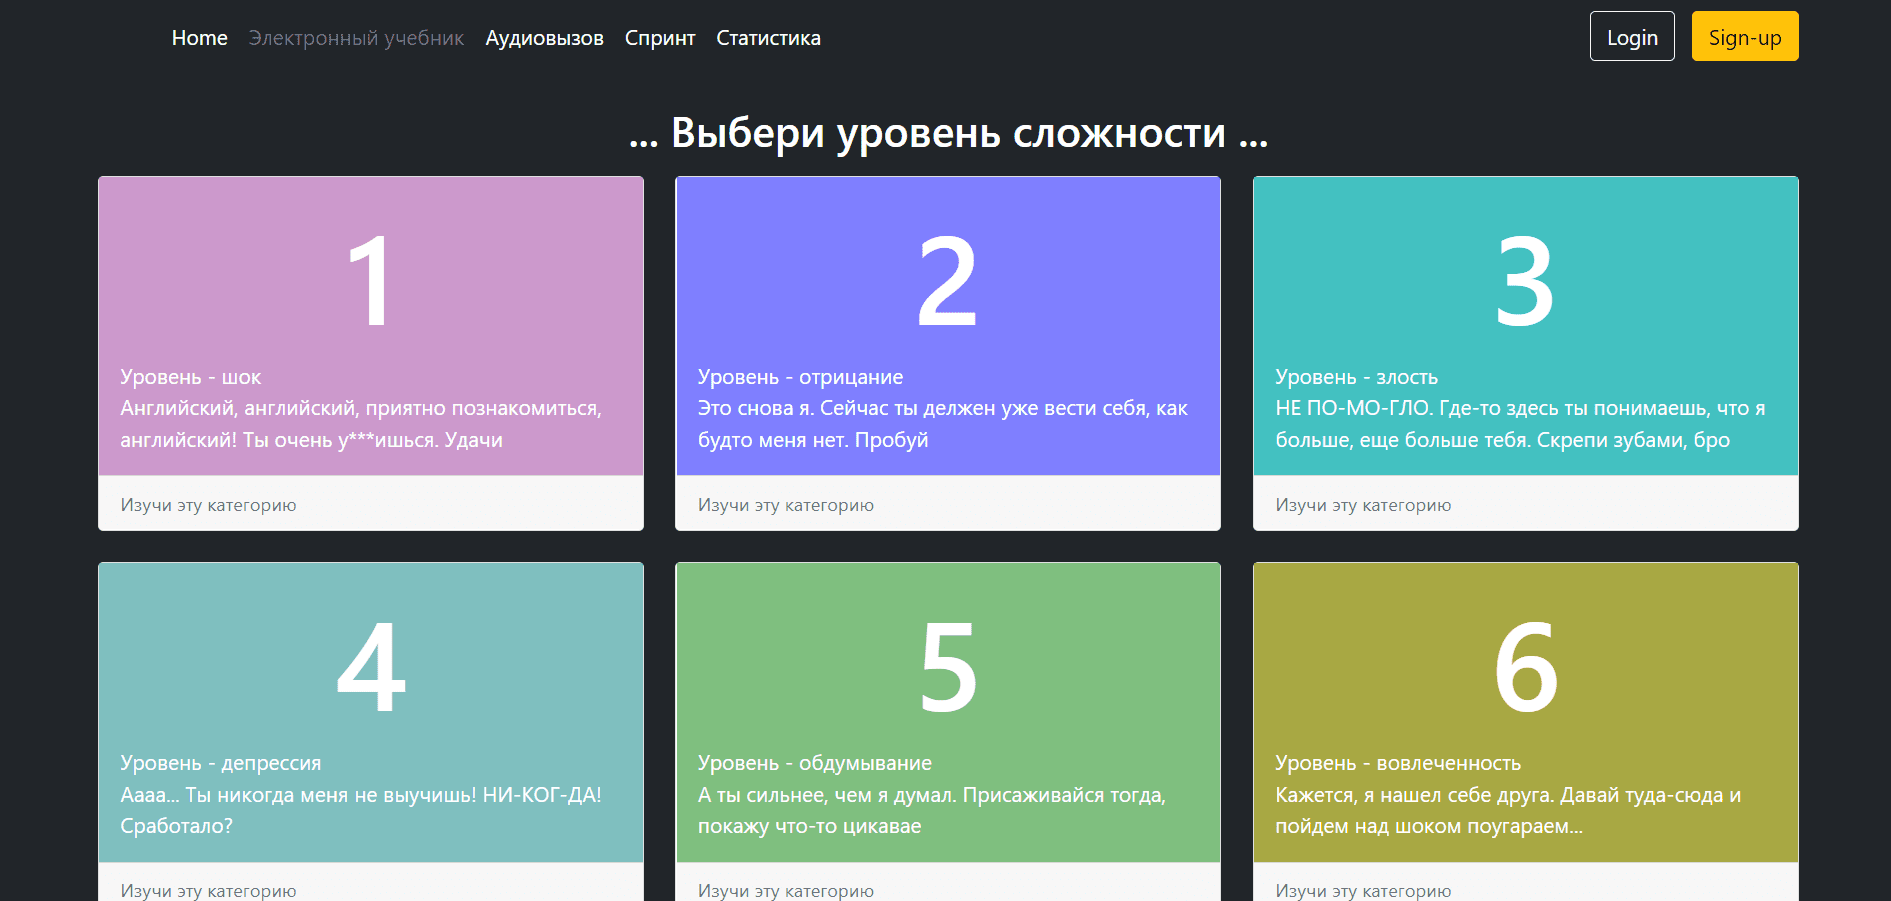 Home Электронный учебник Аудиовызов Спринт Статистика Login Sign-up
... Выбери уровень сложности ...
1
Уровень - шок
Английский, английский, приятно познакомиться,
английский! Ты очень у***ишься. Удачи
Изучи эту категорию
2
Уровень - отрицание
Это снова я. Сейчас ты должен уже вести себя, как
будто меня нет. Пробуй
Изучи эту категорию
3
Уровень - злость
НЕ ПО-МО-ГЛО. Где-то здесь ты понимаешь, что я
больше, еще больше тебя. Скрепи зубами, бро
Изучи эту категорию
4
Уровень - депрессия
Аааа... Ты никогда меня не выучишь! НИ-КОГ-ДА!
Сработало?
Изучи эту категорию
5
Уровень - обдумывание
А ты сильнее, чем я думал. Присаживайся тогда,
покажу что-то цикавае
Изучи эту категорию
6
Уровень - вовлеченность
Кажется, я нашел себе друга. Давай туда-сюда и
пойдем над шоком поугараем...
Изучи эту категорию